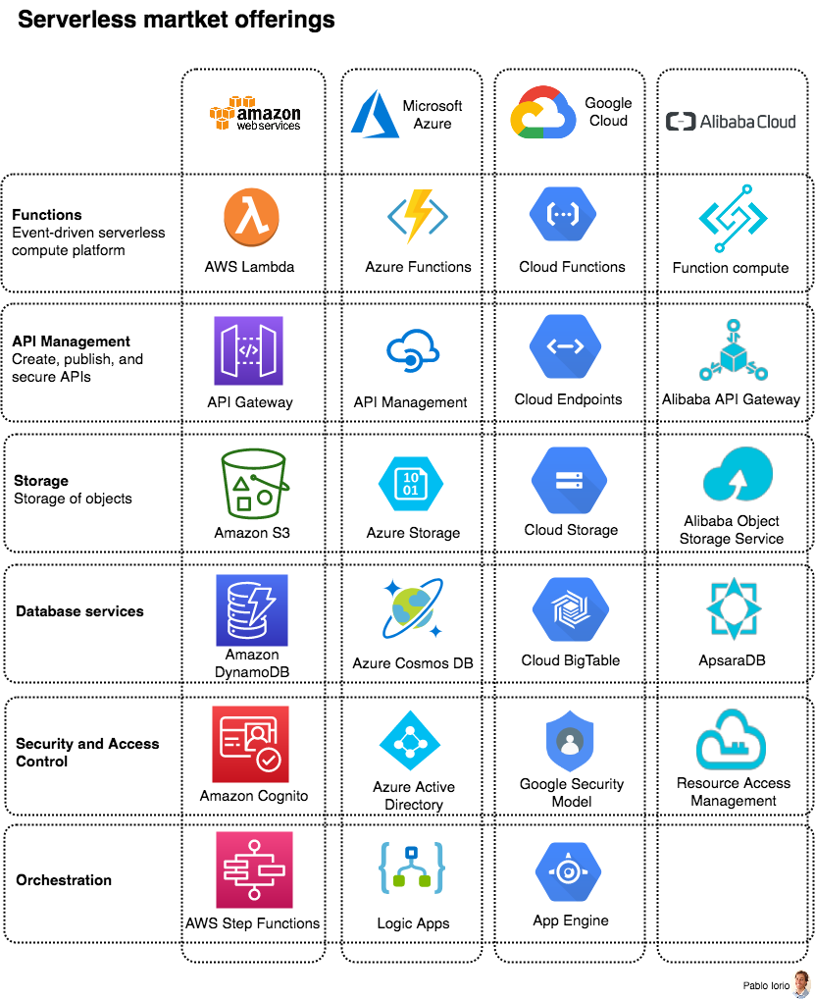 Serverless martket offerings
amazon
web services
Microsoft
Azure
Google
Cloud
Alibaba Cloud
Functions
Event-driven serverless
compute platform
AWS Lambda
Azure Functions
Cloud Functions
Function compute
API Management
Create, publish, and
secure APIs
API Gateway
API Management
Cloud Endpoints
Alibaba API Gateway
Storage
Storage of objects
10
01
Amazon S3
Azure Storage
Cloud Storage
Alibaba Object
Storage Service
Database services
Amazon
DynamoDB
Azure Cosmos DB
Cloud BigTable
ApsaraDB
Security and Access
Control
Amazon Cognito
Azure Active
Directory
Google Security
Model
Resource Access
Management
Orchestration
AWS Step Functions
Logic Apps
App Engine
Pablo Iorio